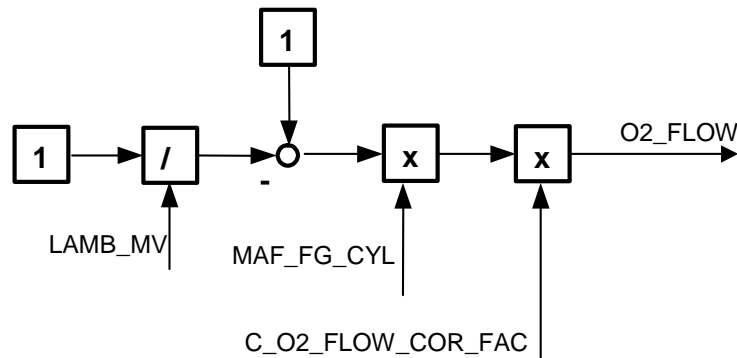 1
O2_FLOW
1
/
x
x
-
LAMB_MV
MAF_FG_CYL
C_O2_FLOW_COR_FAC